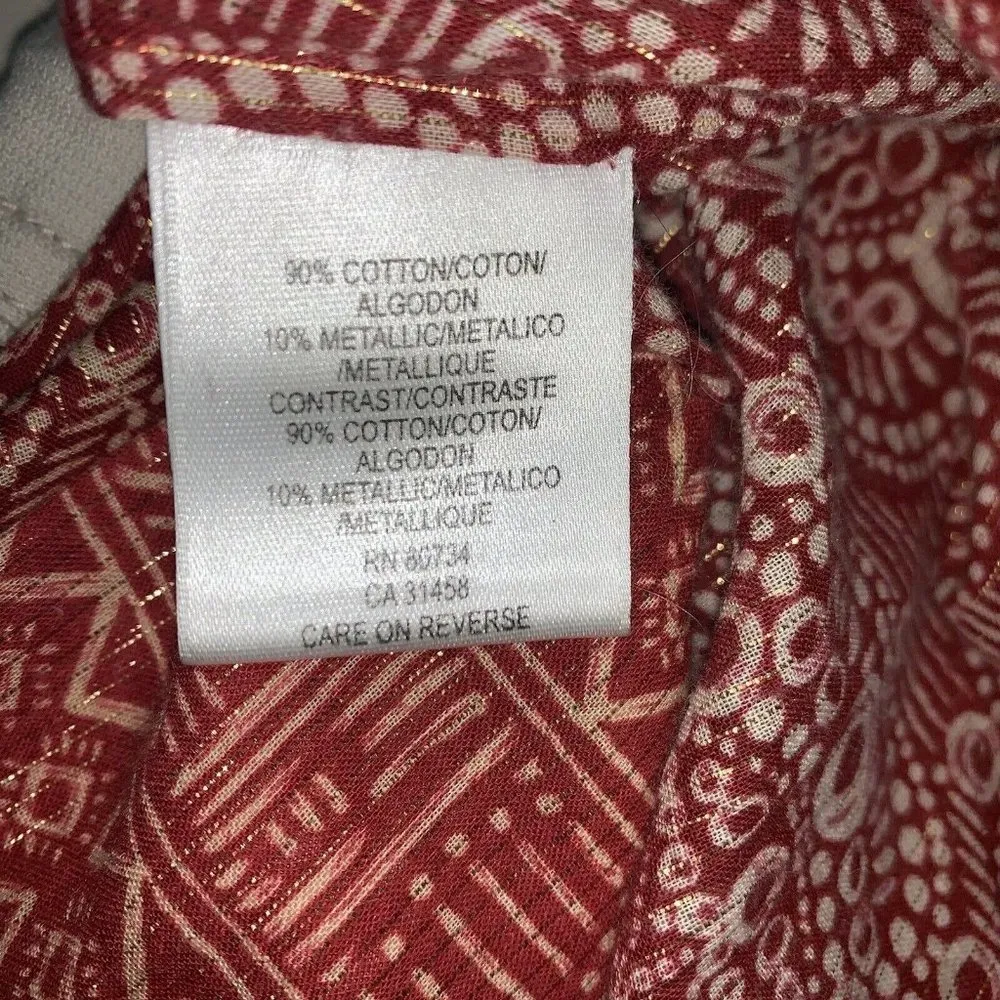 90% COTTON/COTON/
ALGODON
10% METALLIC/METALICO
/METALLIQUE
CONTRAST/CONTRASTE
90% COTTON/COTON/
ALGODON
10% METALLIC/METALICO
/METALLIQUE
RN 80734
CA 31458
CARE ON REVERSE